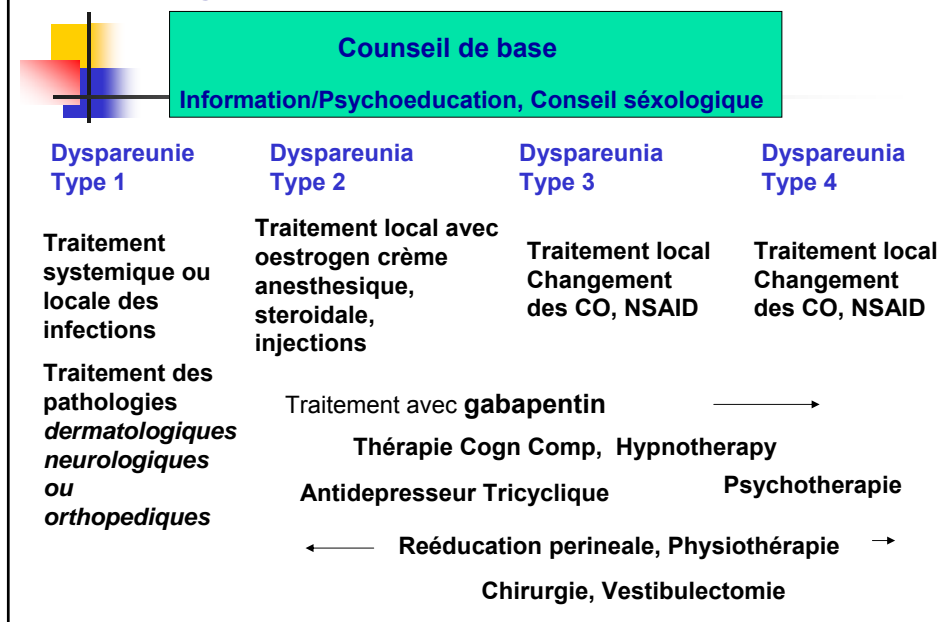 Counseil de base
Information/Psychoeducation, Conseil séxologique
Dyspareunie
Type 1
Dyspareunia
Type 2
Dyspareunia
Type 3
Dyspareunia
Type 4
Traitement
systemique ou
locale des
infections
Traitement local avec
oestrogen crème
anesthesique,
steroidale,
injections
Traitement local
Changement
des CO, NSAID
Traitement local
Changement
des CO, NSAID
Traitement des
pathologies
dermatologiques
neurologiques
ou
orthopediques
Traitement avec gabapentin
Thérapie Cogn Comp, Hypnotherapy
Antidepresseur Tricyclique
Psychotherapie
Reéducation perineale, Physiothérapie
Chirurgie, Vestibulectomie